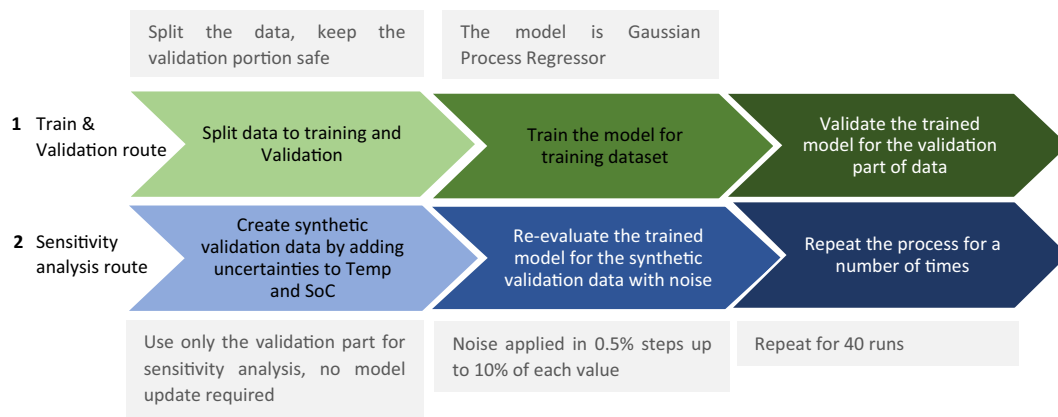 Split the data, keep the
validation portion safe
The model is Gaussian
Process Regressor
1 Train &
Validation route
Split data to training and
Validation
Train the model for
training dataset
Validate the trained
model for the validation
part of data
2 Sensitivity
analysis route
Create synthetic
validation data by adding
uncertainties to Temp
and SoC
Re-evaluate the trained
model for the synthetic
validation data with noise
Repeat the process for a
number of times
Use only the validation part for
sensitivity analysis, no model
update required
Noise applied in 0.5% steps up
to 10% of each value
Repeat for 40 runs